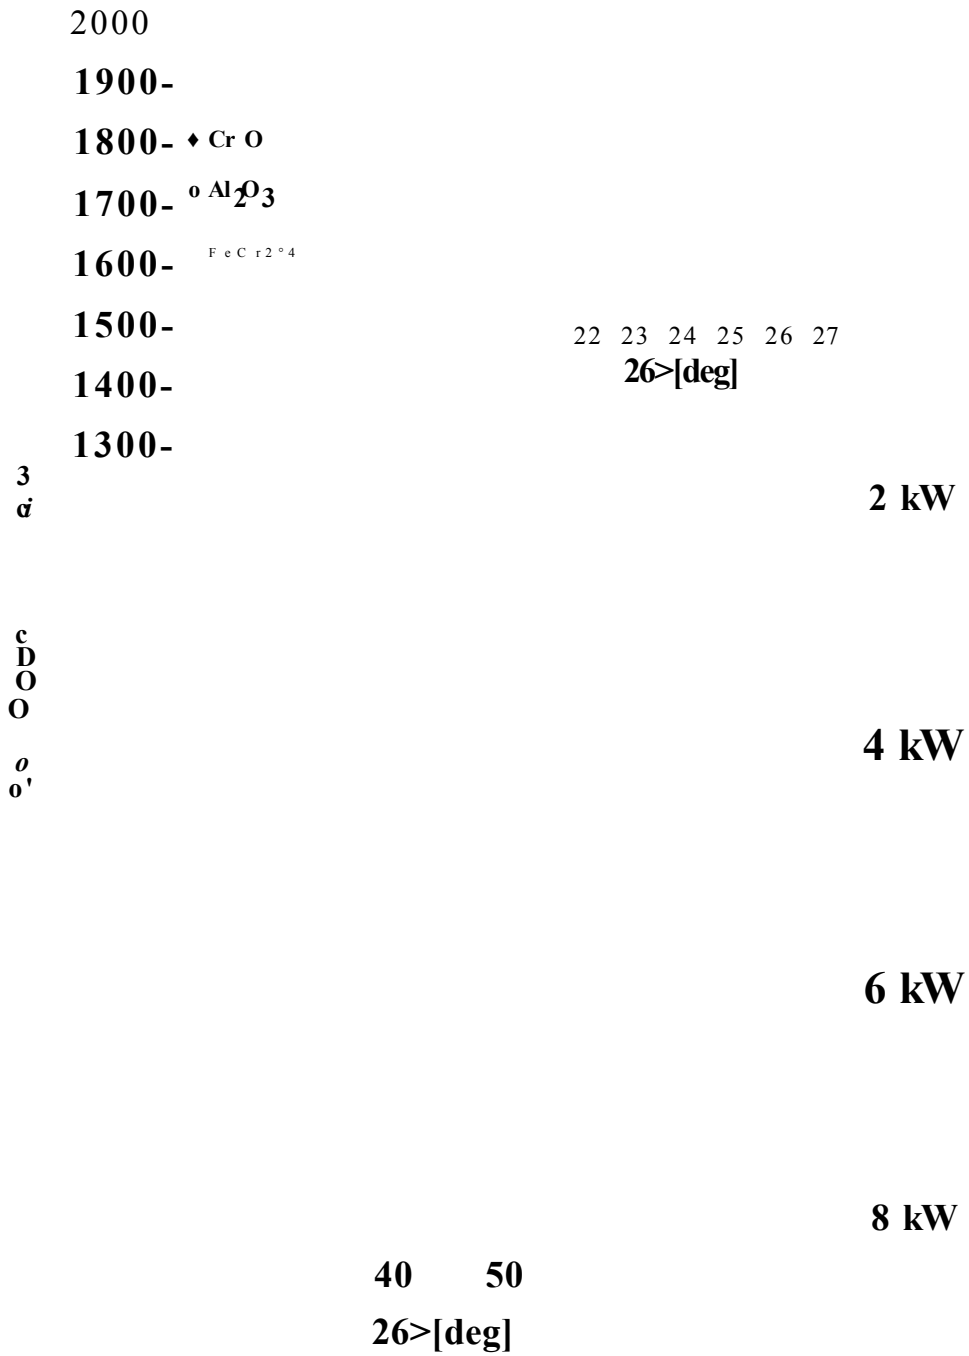 2000
1900-
1800- ♦ Cr O
1700- o Al2O3
1600- FeCr2°4
1500-
22 23 24 25 26 27
1400- 26>[deg]
1300-
3
2 kW
c
D
O
O
4 kW
o
o'
6 kW
8 kW
40 50
26>[deg]